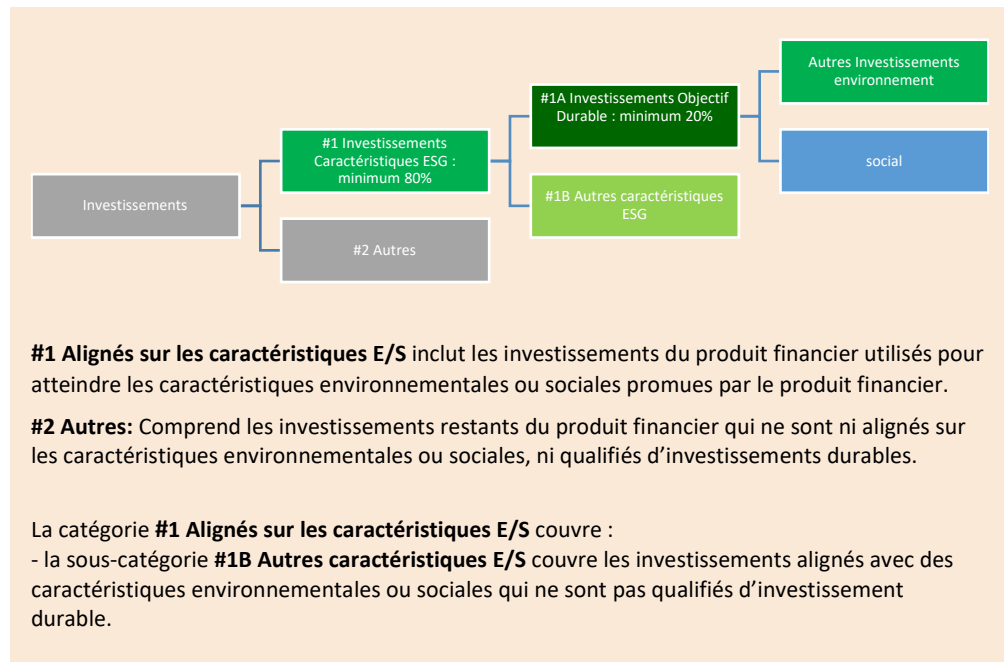 Autres Investissements
environnement
#1A Investissements Objectif
Durable : minimum 20%
#1 Investissements
Caractéristiques ESG :
minimum 80%
social
Investissements
#1B Autres caractéristiques
ESG
#2 Autres
#1 Alignés sur les caractéristiques E/S inclut les investissements du produit financier utilisés pour
atteindre les caractéristiques environnementales ou sociales promues par le produit financier.
#2 Autres: Comprend les investissements restants du produit financier qui ne sont ni alignés sur
les caractéristiques environnementales ou sociales, ni qualifiés d’investissements durables.
La catégorie #1 Alignés sur les caractéristiques E/S couvre :
- la sous-catégorie #1B Autres caractéristiques E/S couvre les investissements alignés avec des
caractéristiques environnementales ou sociales qui ne sont pas qualifiés d’investissement
durable.